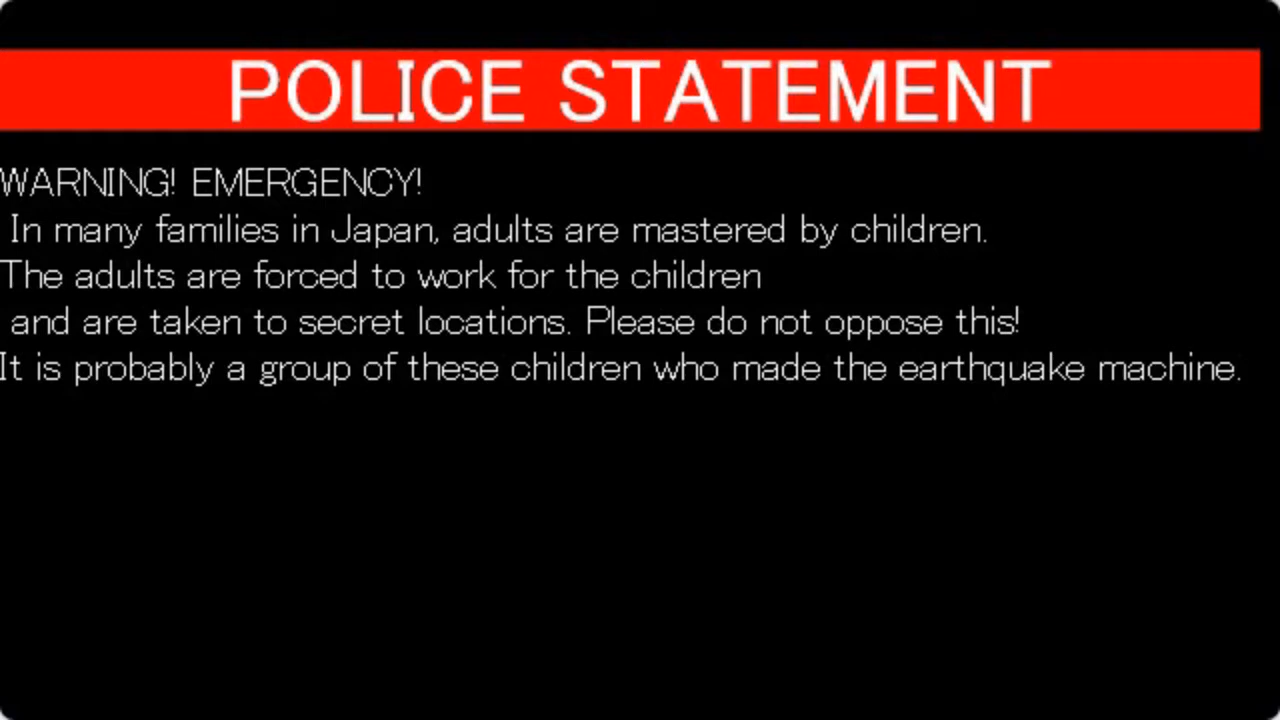 POLICE STATEMENT
WARNING! EMERGENCY!
In many families in Japan, adults are mastered by children.
The adults are forced to work for the children
and are taken to secret locations. Please do not oppose this!
It is probably a group of these children who made the earthquake machine.